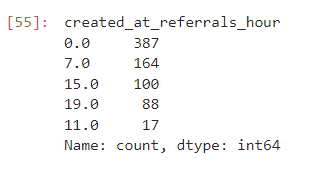 [55]: created_at_referrals_hour
0.0 387
7.0 164
15.0 100
19.0 88
11.0 17
Name: count, dtype: int64